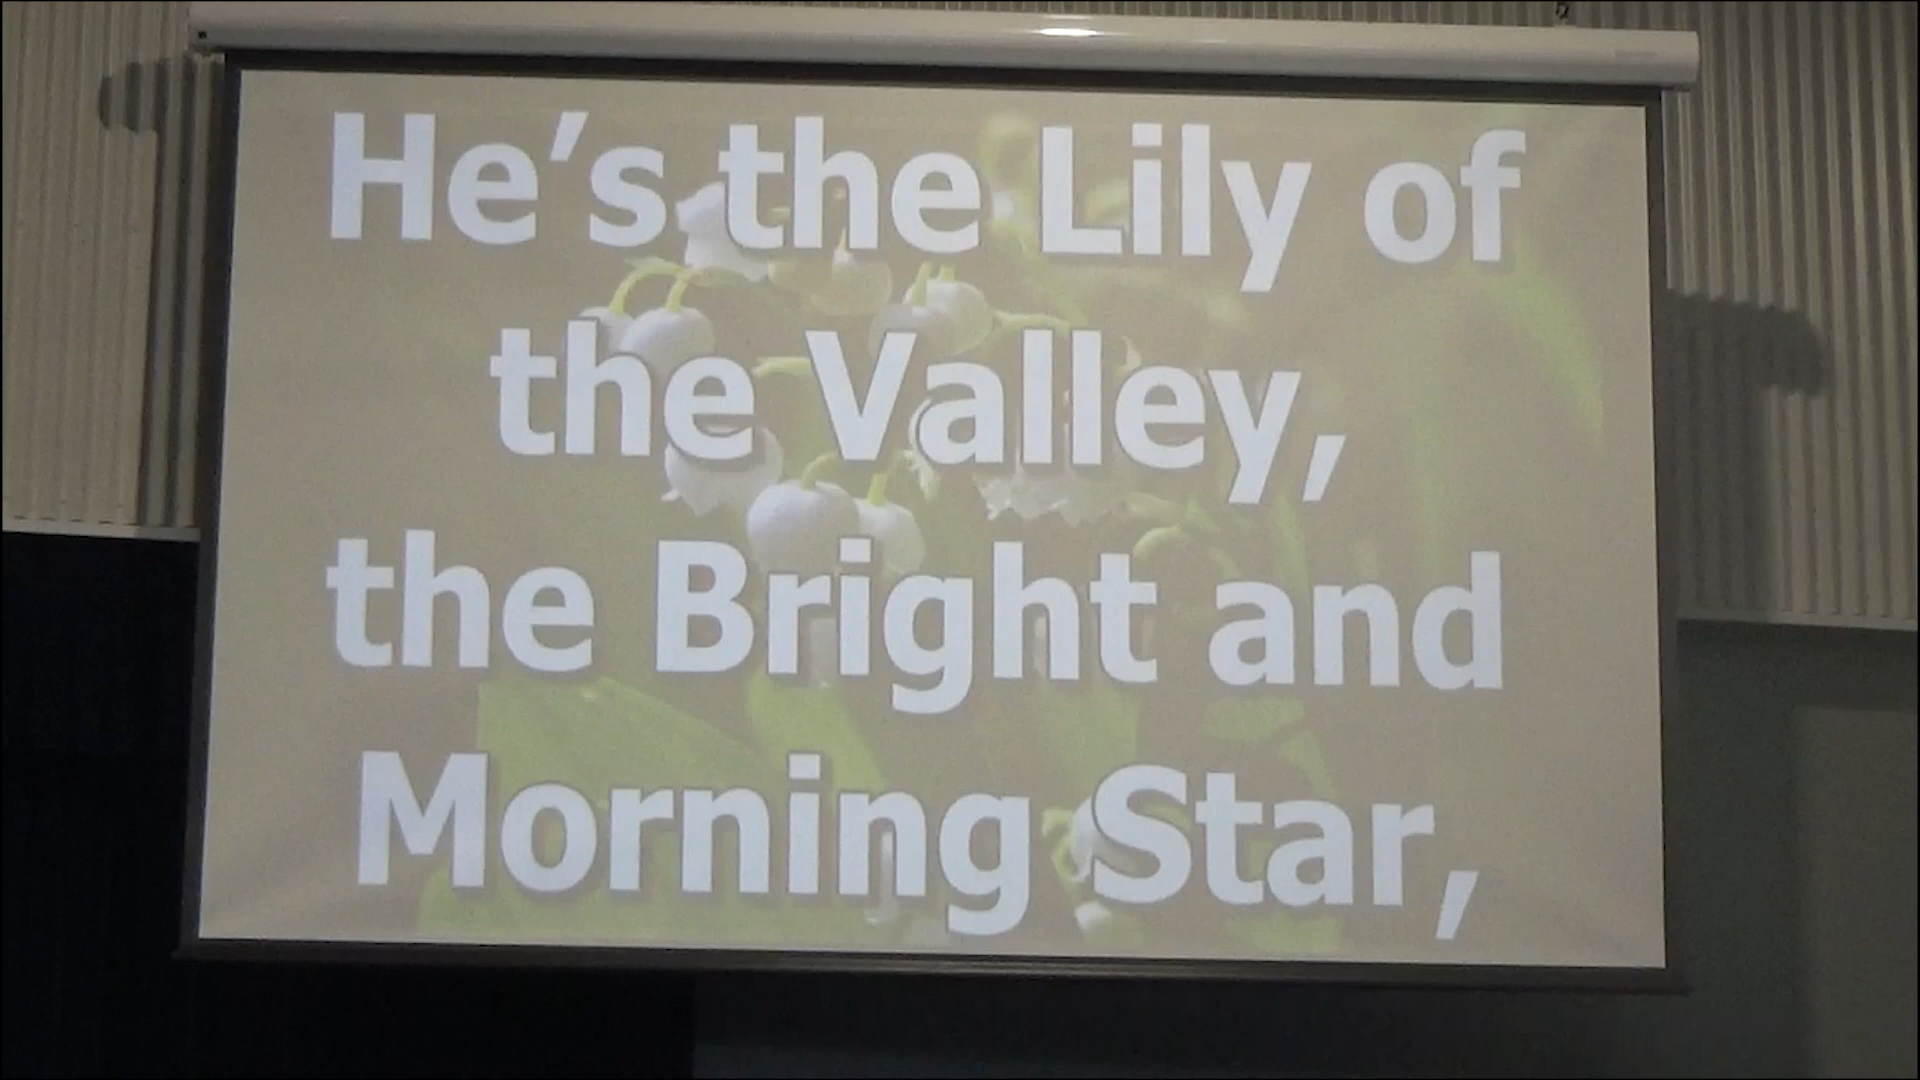 He’s the Lily of
the Valley,
the Bright and
Morning Star,